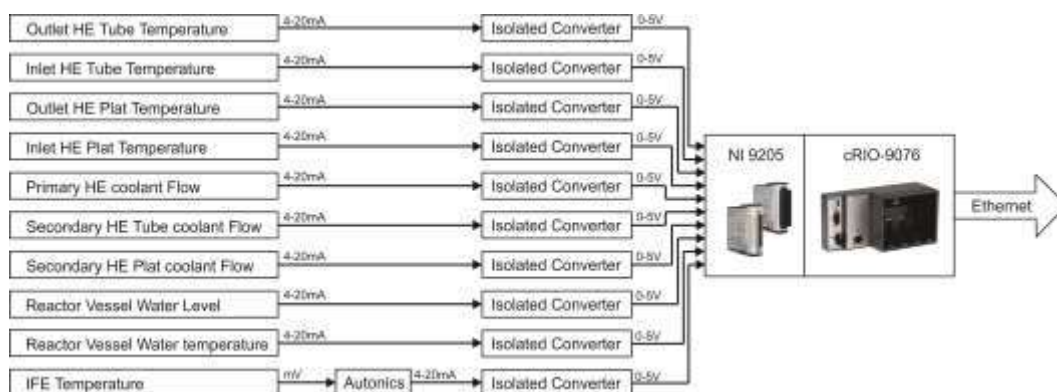 Outlet HE Tube Temperature 4-20mA Isolated Converter 0-5V
Inlet HE Tube Temperature 4-20mA Isolated Converter 0-5V
Outlet HE Plat Temperature 4-20mA Isolated Converter 0-5V
Inlet HE Plat Temperature 4-20mA Isolated Converter 0-5V
NI 9205 cRIO-9076
Primary HE coolant Flow 4-20mA Isolated Converter 0-5V
Ethernet
Secondary HE Tube coolant Flow 4-20mA Isolated Converter 0-5V
Secondary HE Plat coolant Flow 4-20mA Isolated Converter 0-5V
Reactor Vessel Water Level 4-20mA Isolated Converter 0-5V
Reactor Vessel Water temperature 4-20mA Isolated Converter 0-5V
IFE Temperature mV Autonics 4-20mA Isolated Converter 0-5V